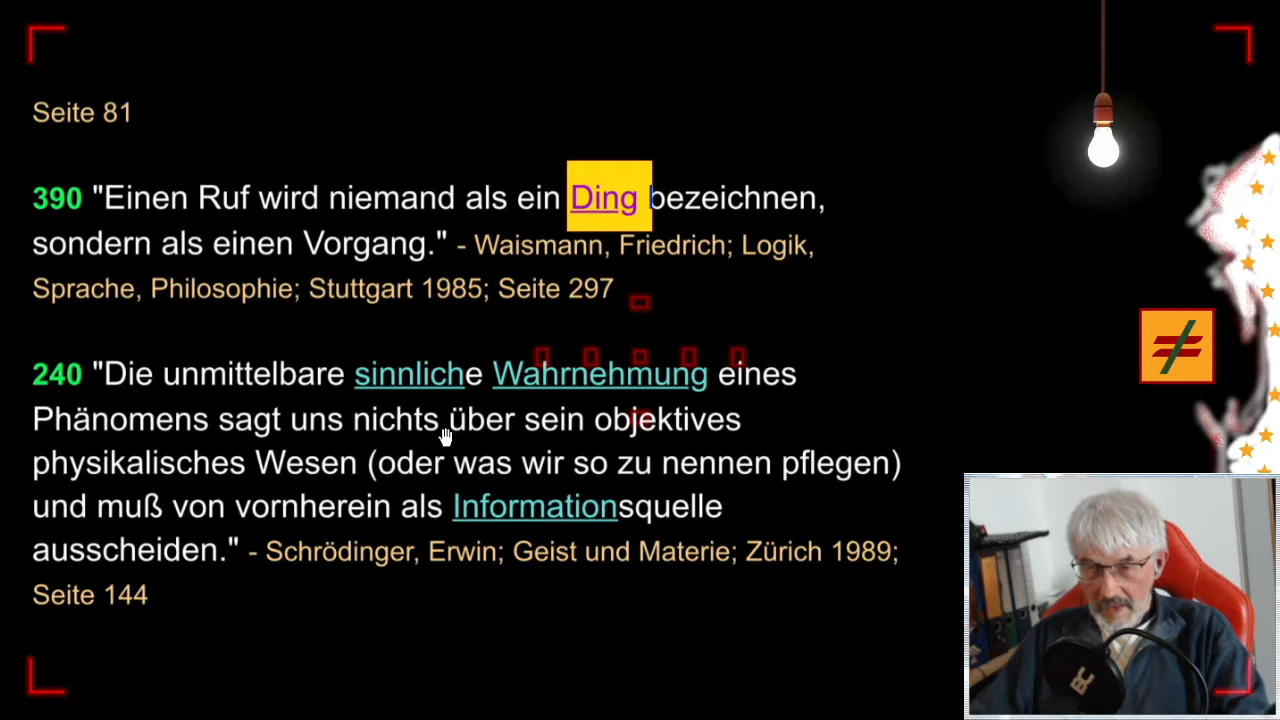 Seite 81
390 "Einen Ruf wird niemand als ein Ding bezeichnen,
sondern als einen Vorgang." - Waismann, Friedrich; Logik,
Sprache, Philosophie; Stuttgart 1985; Seite 297
240 "Die unmittelbare sinnliche Wahrnehmung eines
Phänomens sagt uns nichts über sein objektives
physikalisches Wesen (oder was wir so zu nennen pflegen)
und muß von vornherein als Informationsquelle
ausscheiden." - Schrödinger, Erwin; Geist und Materie; Zürich 1989;
Seite 144
≠